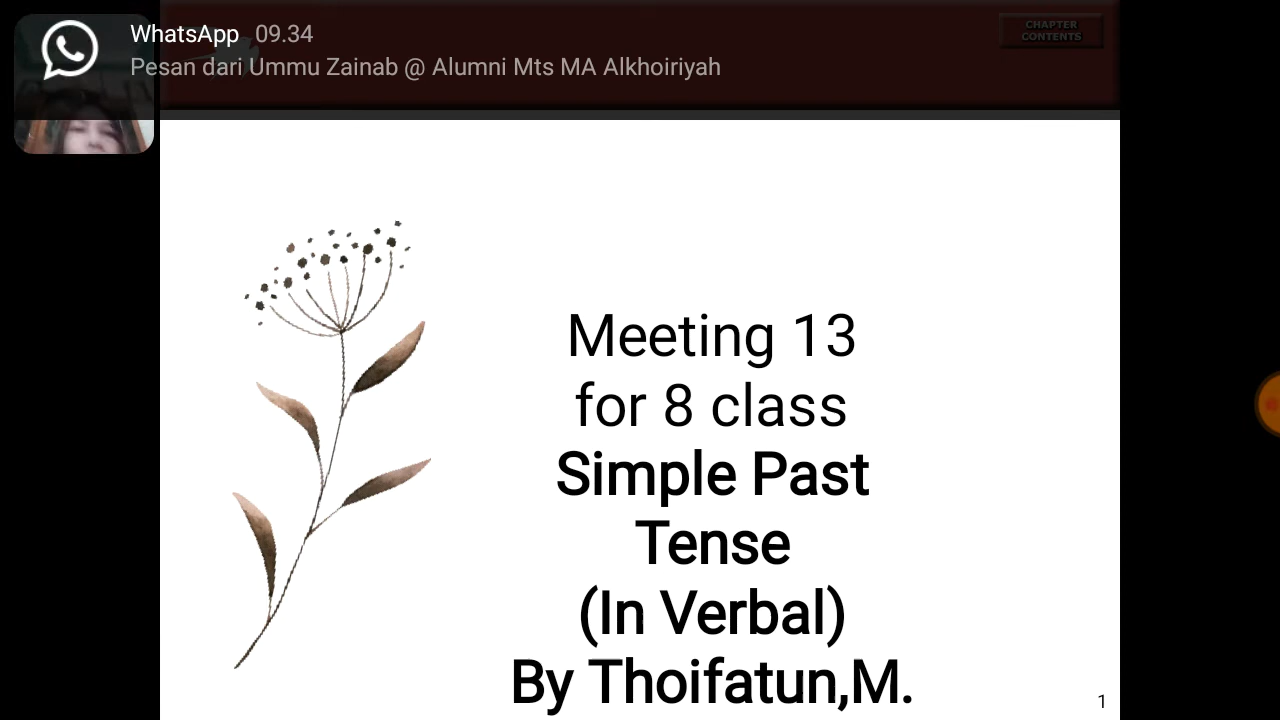 WhatsApp 09.34
Pesan dari Ummu Zainab @ Alumni Mts MA Alkhoiriyah
CHAPTER
CONTENTS
Meeting 13
for 8 class
Simple Past
Tense
(In Verbal)
By Thoifatun,M.
1